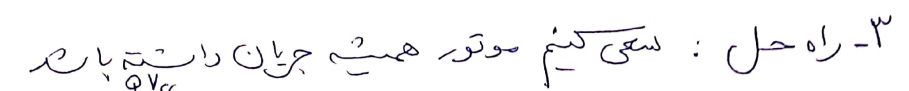 ۳- راه حل : سعی کنیم موتور همیشه جریان داشته باشد